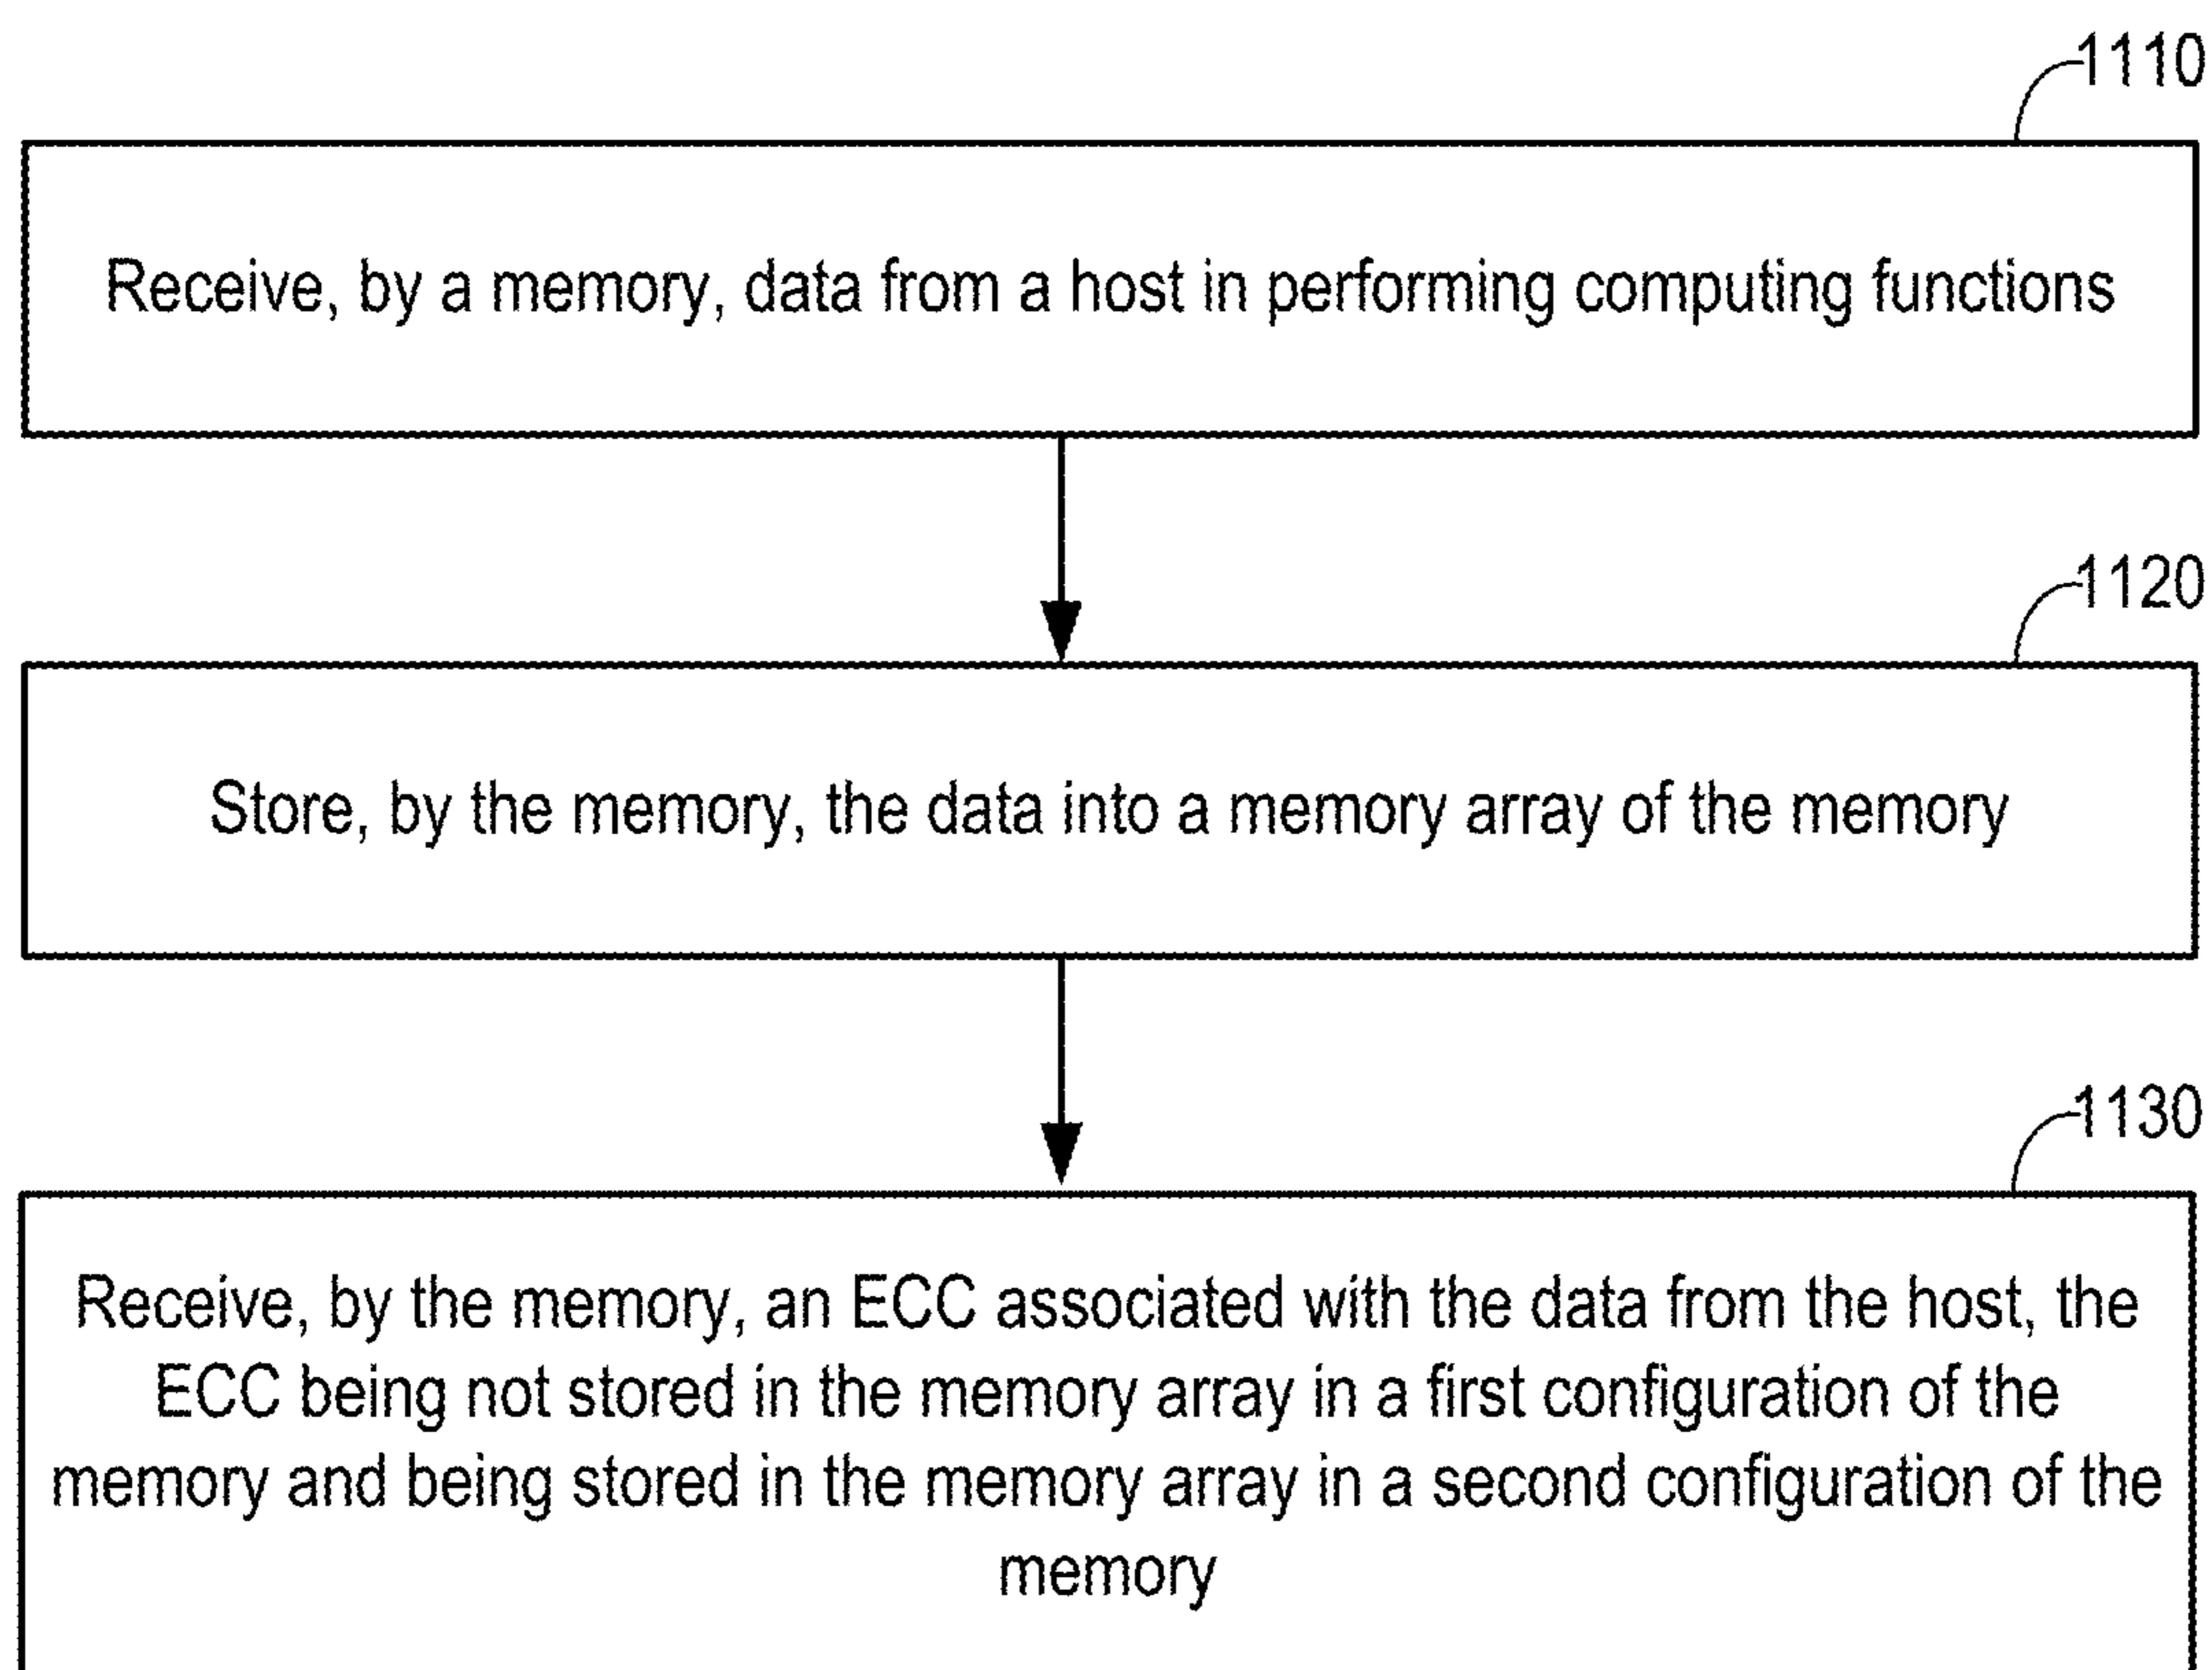 1110
Receive, by a memory, data from a host in performing computing functions
1120
Store, by the memory, the data into a memory array of the memory
1130
Receive, by the memory, an ECC associated with the data from the host, the
ECC being not stored in the memory array in a first configuration of the
memory and being stored in the memory array in a second configuration of the
memory